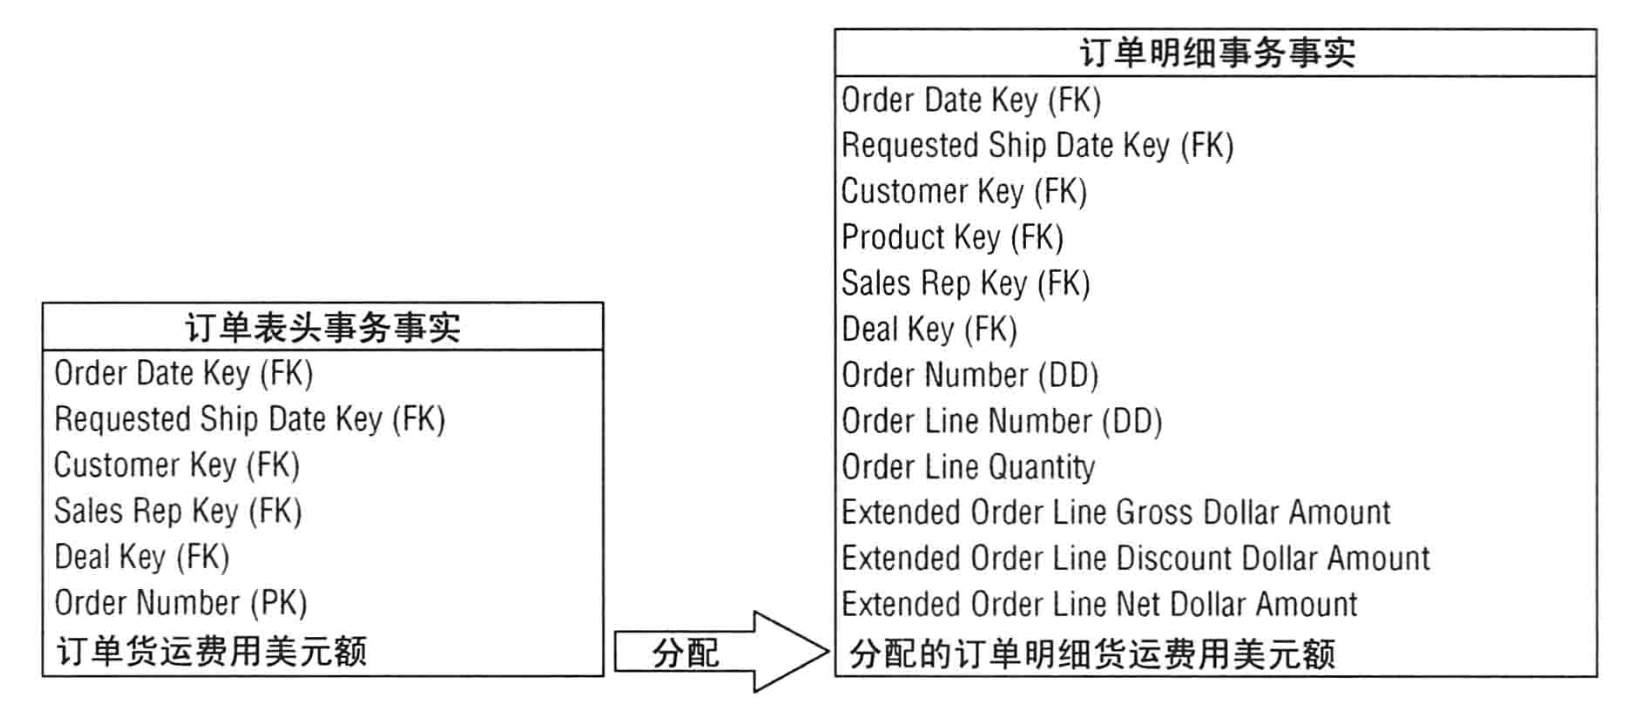 订单表头事务事实
Order Date Key (FK)
Requested Ship Date Key (FK)
Customer Key (FK)
Sales Rep Key (FK)
Deal Key (FK)
Order Number (PK)
订单货运费用美元额
分配
订单明细事务事实
Order Date Key (FK)
Requested Ship Date Key (FK)
Customer Key (FK)
Product Key (FK)
Sales Rep Key (FK)
Deal Key (FK)
Order Number (DD)
Order Line Number (DD)
Order Line Quantity
Extended Order Line Gross Dollar Amount
Extended Order Line Discount Dollar Amount
Extended Order Line Net Dollar Amount
分配的订单明细货运费用美元额